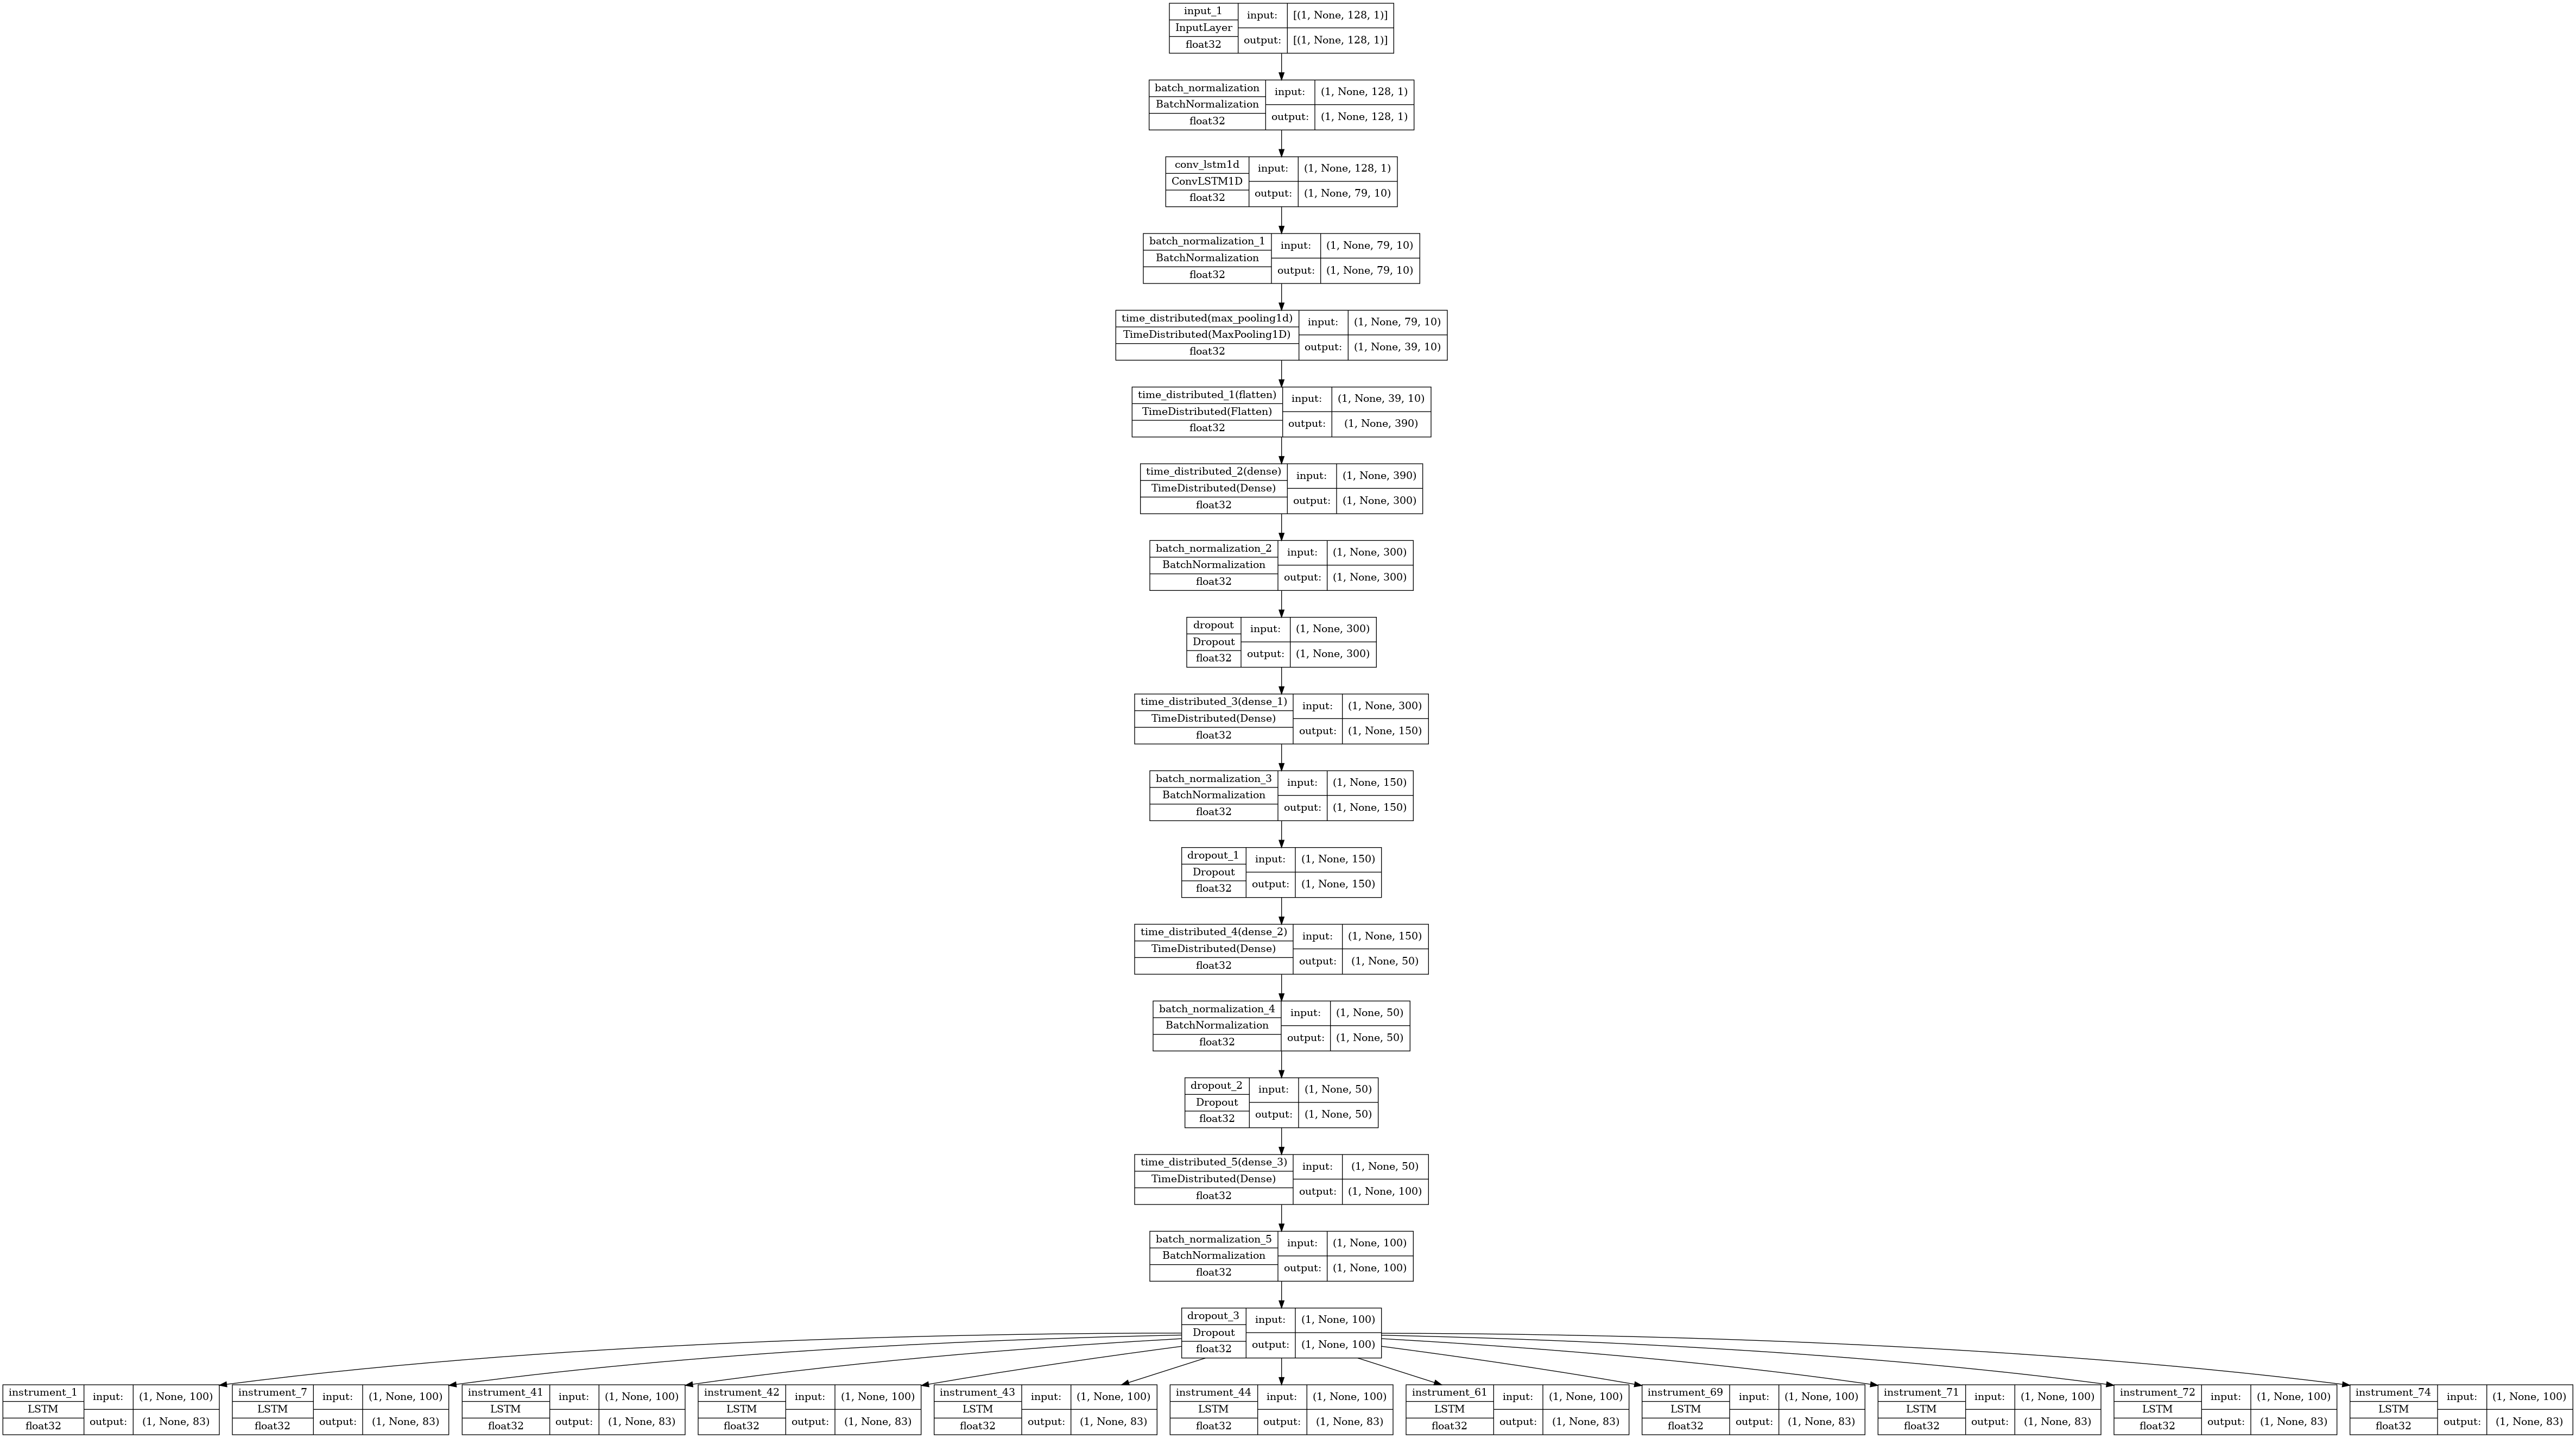 input_1
InputLayer
float32
input:
[(1, None, 128, 1)]
output:
[(1, None, 128, 1)]
batch_normalization
BatchNormalization
float32
input:
(1, None, 128, 1)
output:
(1, None, 128, 1)
conv_lstm1d
ConvLSTM1D
float32
input:
(1, None, 128, 1)
output:
(1, None, 79, 10)
batch_normalization_1
BatchNormalization
float32
input:
(1, None, 79, 10)
output:
(1, None, 79, 10)
time_distributed(max_pooling1d)
TimeDistributed(MaxPooling1D)
float32
input:
(1, None, 79, 10)
output:
(1, None, 39, 10)
time_distributed_1(flatten)
TimeDistributed(Flatten)
float32
input:
(1, None, 39, 10)
output:
(1, None, 390)
time_distributed_2(dense)
TimeDistributed(Dense)
float32
input:
(1, None, 390)
output:
(1, None, 300)
batch_normalization_2
BatchNormalization
float32
input:
(1, None, 300)
output:
(1, None, 300)
dropout
Dropout
float32
input:
(1, None, 300)
output:
(1, None, 300)
time_distributed_3(dense_1)
TimeDistributed(Dense)
float32
input:
(1, None, 300)
output:
(1, None, 150)
batch_normalization_3
BatchNormalization
float32
input:
(1, None, 150)
output:
(1, None, 150)
dropout_1
Dropout
float32
input:
(1, None, 150)
output:
(1, None, 150)
time_distributed_4(dense_2)
TimeDistributed(Dense)
float32
input:
(1, None, 150)
output:
(1, None, 50)
batch_normalization_4
BatchNormalization
float32
input:
(1, None, 50)
output:
(1, None, 50)
dropout_2
Dropout
float32
input:
(1, None, 50)
output:
(1, None, 50)
time_distributed_5(dense_3)
TimeDistributed(Dense)
float32
input:
(1, None, 50)
output:
(1, None, 100)
batch_normalization_5
BatchNormalization
float32
input:
(1, None, 100)
output:
(1, None, 100)
dropout_3
Dropout
float32
input:
(1, None, 100)
output:
(1, None, 100)
instrument_1
LSTM
float32
input:
(1, None, 100)
output:
(1, None, 83)
instrument_7
LSTM
float32
input:
(1, None, 100)
output:
(1, None, 83)
instrument_41
LSTM
float32
input:
(1, None, 100)
output:
(1, None, 83)
instrument_42
LSTM
float32
input:
(1, None, 100)
output:
(1, None, 83)
instrument_43
LSTM
float32
input:
(1, None, 100)
output:
(1, None, 83)
instrument_44
LSTM
float32
input:
(1, None, 100)
output:
(1, None, 83)
instrument_61
LSTM
float32
input:
(1, None, 100)
output:
(1, None, 83)
instrument_69
LSTM
float32
input:
(1, None, 100)
output:
(1, None, 83)
instrument_71
LSTM
float32
input:
(1, None, 100)
output:
(1, None, 83)
instrument_72
LSTM
float32
input:
(1, None, 100)
output:
(1, None, 83)
instrument_74
LSTM
float32
input:
(1, None, 100)
output:
(1, None, 83)